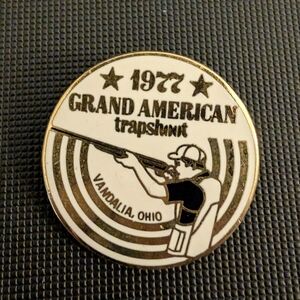 1977
GRAND AMERICAN
trapshoot
VANDALIA, OHIO